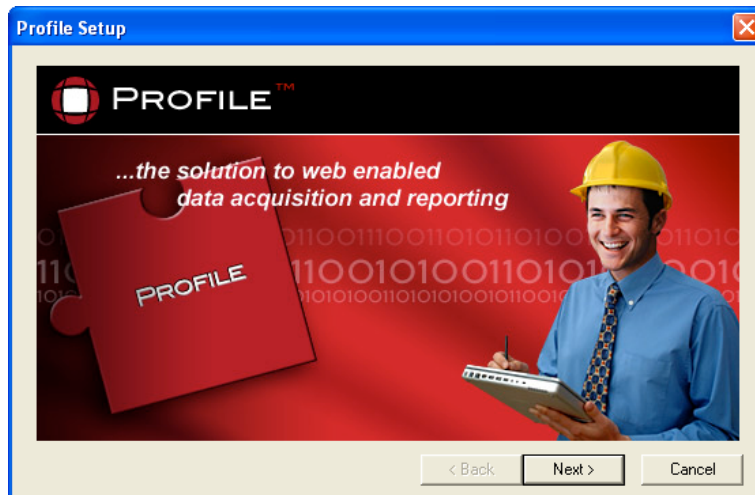 Profile Setup
PROFILE™
...the solution to web enabled
data acquisition and reporting
PROFILE
< Back
Next >
Cancel